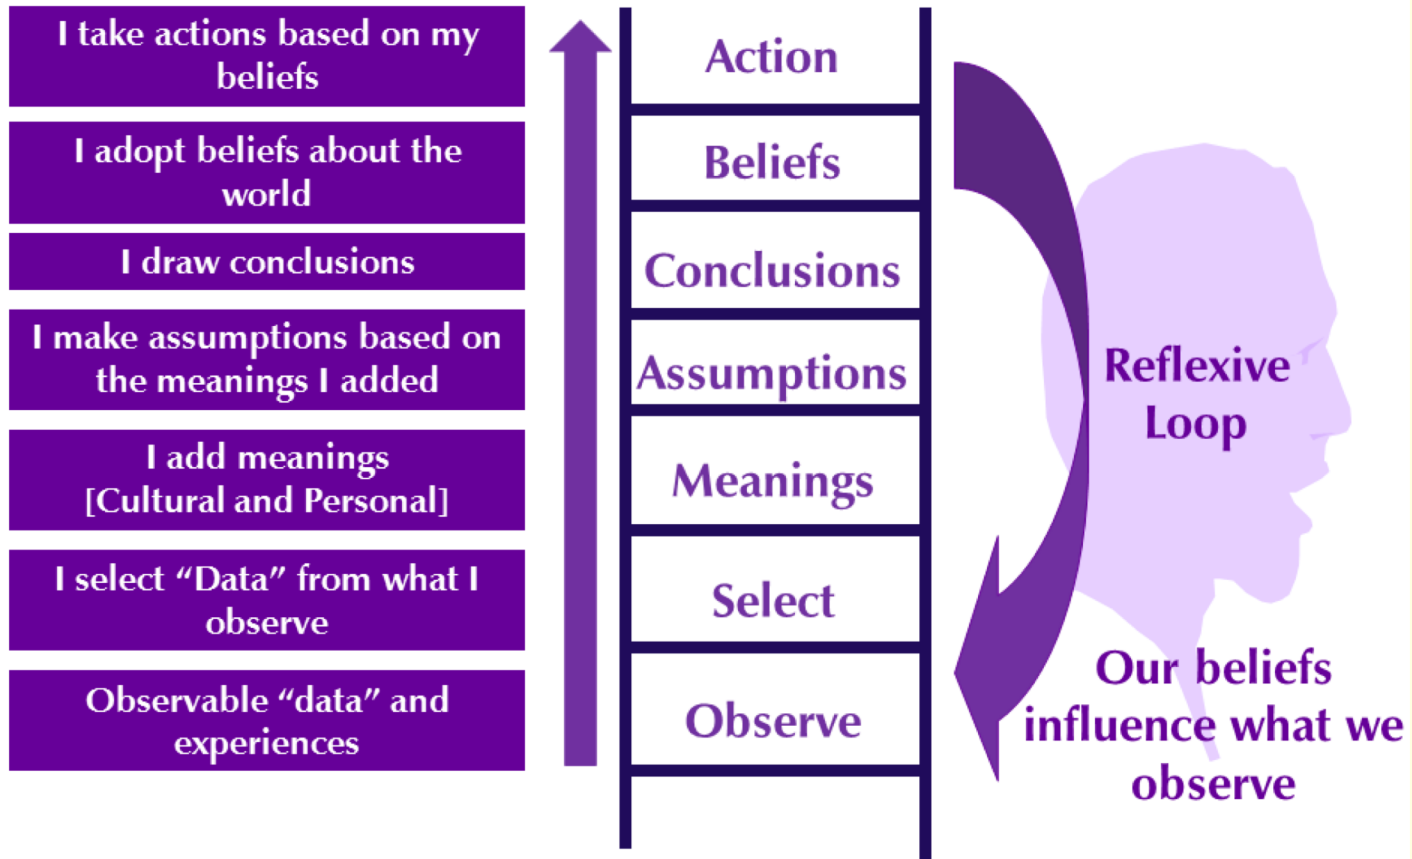 I take actions based on my
beliefs
I adopt beliefs about the
world
I draw conclusions
I make assumptions based on
the meanings I added
I add meanings
[Cultural and Personal]
I select “Data” from what I
observe
Observable “data” and
experiences
Action
Beliefs
Conclusions
Assumptions
Meanings
Select
Observe
Reflexive
Loop
Our beliefs
influence what we
observe